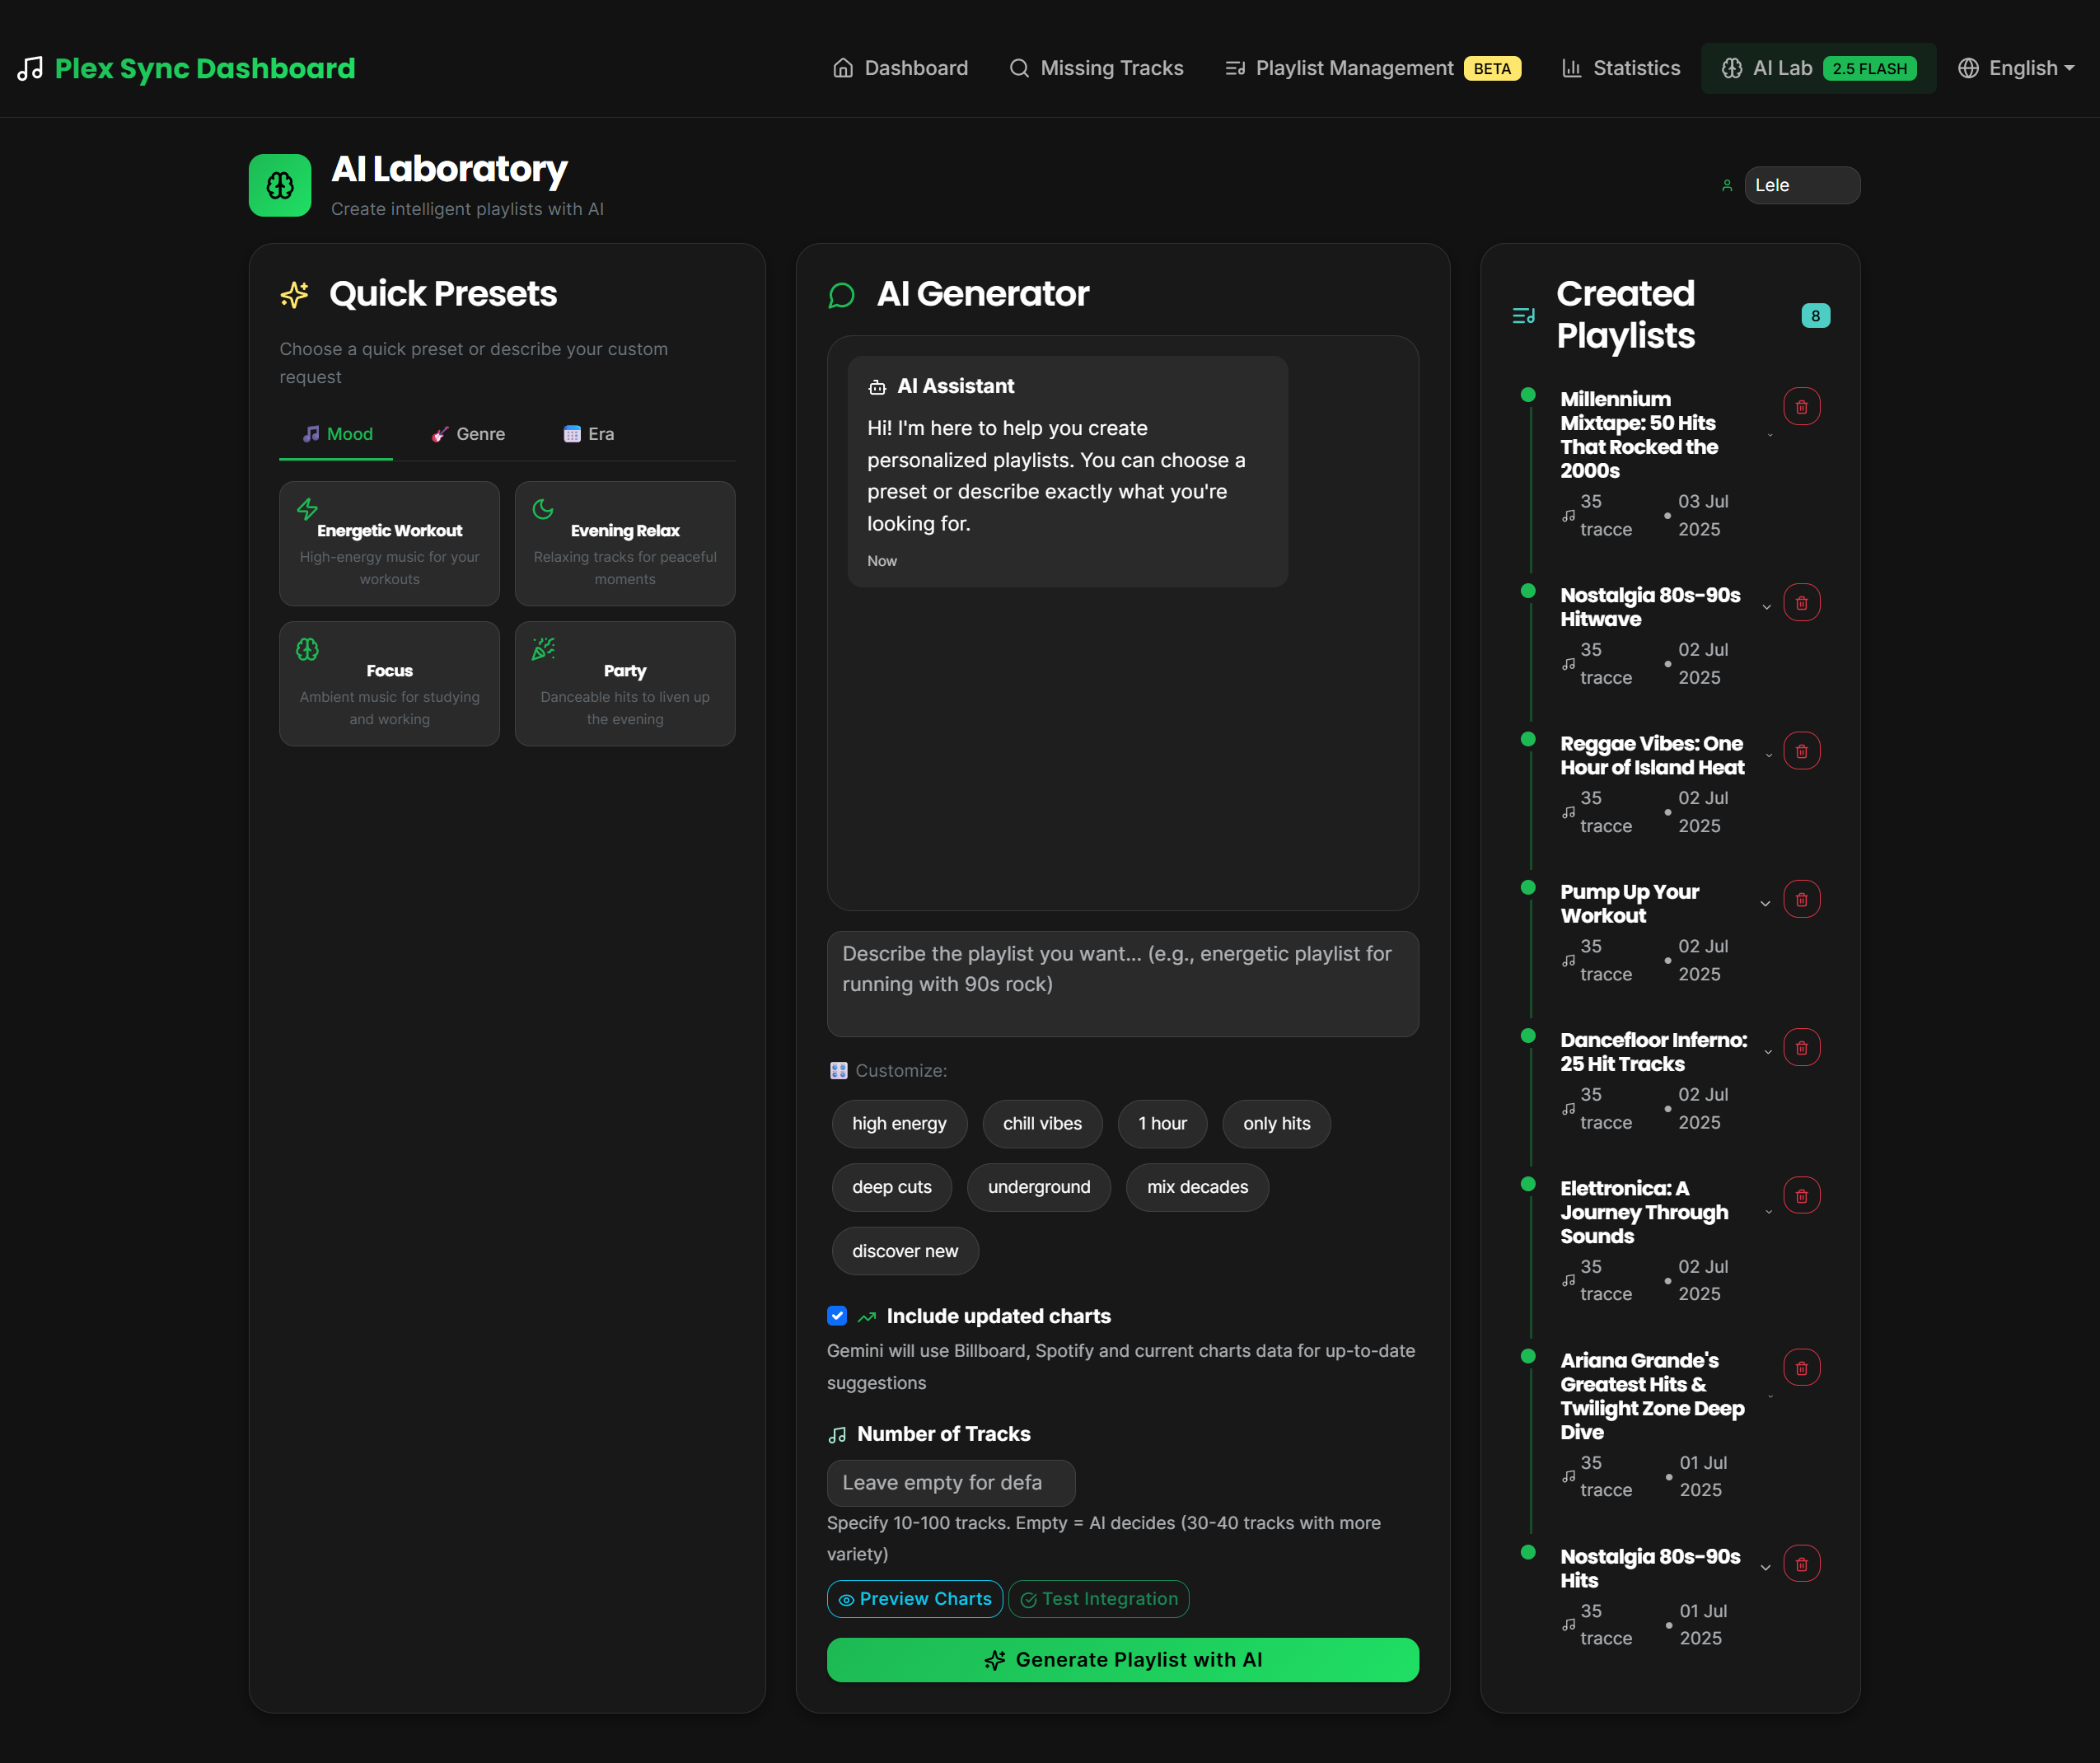 Plex Sync Dashboard
Dashboard
Missing Tracks
Playlist Management BETA
Statistics
AI Lab 2.5 FLASH
English
AI Laboratory
Create intelligent playlists with AI
Lele
Quick Presets
Choose a quick preset or describe your custom
request
Mood
Genre
Era
Energetic Workout
High-energy music for your
workouts
Evening Relax
Relaxing tracks for peaceful
moments
Focus
Ambient music for studying
and working
Party
Danceable hits to liven up
the evening
AI Generator
AI Assistant
Hi! I'm here to help you create
personalized playlists. You can choose a
preset or describe exactly what you're
looking for.
Now
Describe the playlist you want... (e.g., energetic playlist for
running with 90s rock)
Customize:
high energy
chill vibes
1 hour
only hits
deep cuts
underground
mix decades
discover new
Include updated charts
Gemini will use Billboard, Spotify and current charts data for up-to-date
suggestions
Number of Tracks
Leave empty for defa
Specify 10-100 tracks. Empty = AI decides (30-40 tracks with more
variety)
Preview Charts
Test Integration
Generate Playlist with AI
Created
Playlists
8
Millennium
Mixtape: 50 Hits
That Rocked the
2000s
35
tracce
• 03 Jul
2025
Nostalgia 80s-90s
Hitwave
35
tracce
• 02 Jul
2025
Reggae Vibes: One
Hour of Island Heat
35
tracce
• 02 Jul
2025
Pump Up Your
Workout
35
tracce
• 02 Jul
2025
Dancefloor Inferno:
25 Hit Tracks
35
tracce
• 02 Jul
2025
Elettronica: A
Journey Through
Sounds
35
tracce
• 02 Jul
2025
Ariana Grande's
Greatest Hits &
Twilight Zone Deep
Dive
35
tracce
• 01 Jul
2025
Nostalgia 80s-90s
Hits
35
tracce
• 01 Jul
2025